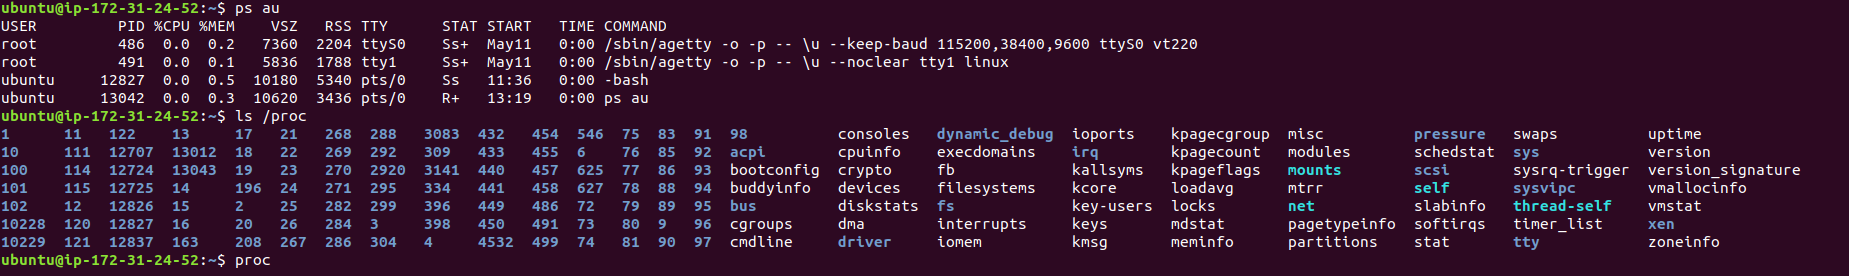 ubuntu@ip-172-31-24-52:~$ ps au
USER         PID %CPU %MEM    VSZ   RSS TTY      STAT START   TIME COMMAND
root         486  0.0  0.2   7360  2204 ttyS0    Ss+  May11   0:00 /sbin/agetty -o -p -- \u --keep-baud 115200,38400,9600 ttyS0 vt220
root         491  0.0  0.1   5836  1788 tty1     Ss+  May11   0:00 /sbin/agetty -o -p -- \u --noclear tty1 linux
ubuntu     12827  0.0  0.5  10180  5340 pts/0    Ss   11:36   0:00 -bash
ubuntu     13042  0.0  0.3  10620  3436 pts/0    R+   13:19   0:00 ps au
ubuntu@ip-172-31-24-52:~$ ls /proc
1      11   122    13     17   21   268  288   3083  432   454  546  75  83  91  98          consoles   dynamic_debug  ioports    kpagecgroup  misc          pressure   swaps          uptime
10     111  12707  13012  18   22   269  292   309   433   455  6    76  85  92  acpi        cpuinfo    execdomains    irq        kpagecount   modules       schedstat  sys            version
100    114  12724  13043  19   23   270  2920  3141  440   457  625  77  86  93  bootconfig  crypto     fb             kallsyms   kpageflags   mounts        scsi       sysrq-trigger  version_signature
101    115  12725  14     196  24   271  295   334   441   458  627  78  88  94  buddyinfo   devices    filesystems    kcore      loadavg      mtrr          self       sysvipc        vmallocinfo
102    12   12826  15     2    25   282  299   396   449   486  72   79  89  95  bus         diskstats  fs             key-users  locks        net           slabinfo   thread-self    vmstat
10228  120  12827  16     20   26   284  3     398   450   491  73   80  9   96  cgroups     dma        interrupts     keys       mdstat       pagetypeinfo  softirqs   timer_list     xen
10229  121  12837  163    208  267  286  304   4     4532  499  74   81  90  97  cmdline     driver     iomem          kmsg       meminfo      partitions    stat       tty            zoneinfo
ubuntu@ip-172-31-24-52:~$ proc